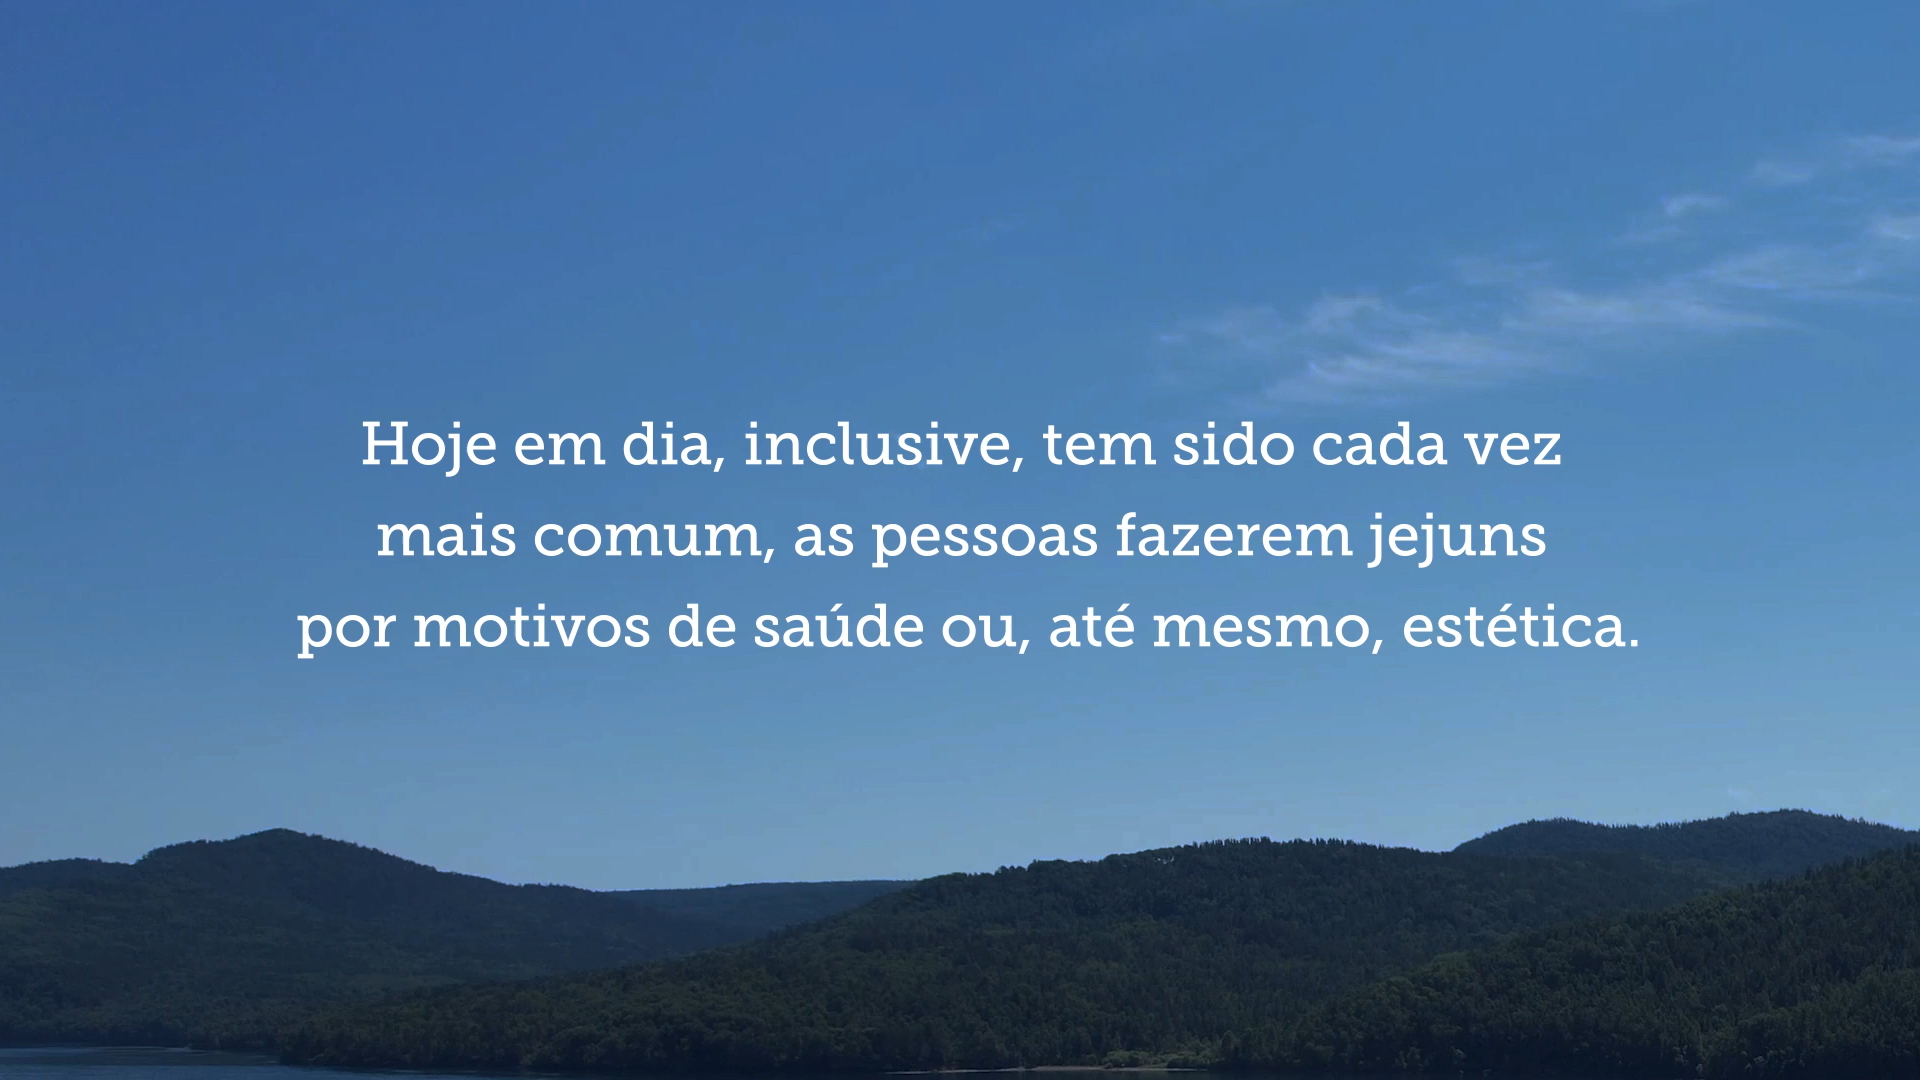 Hoje em dia, inclusive, tem sido cada vez
mais comum, as pessoas fazerem jejuns
por motivos de saúde ou, até mesmo, estética.